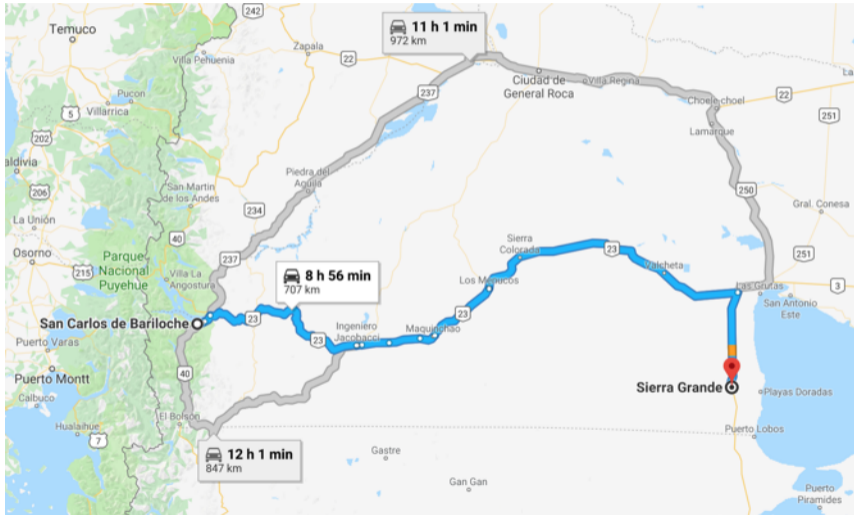 242
Temuco
Villa Pehuenia
Zapala
22
11 h 1 min
972 km
Ciudad de
General Roca
Villa Regina
Choele-choel
22
237
Pucon
5
Villarrica
Lamarque
251
202
aldivia
Piedra del
Aguila
206
San Martin
de los Andes
250
La Unión
234
Gral. Conesa
Osorno
40
Sierra
Colorada
23
215
Parque
Nacional
Puyehue
237
Villa La
Angostura
251
8 h 56 min
707 km
Los Menucos
Valcheta
3
Las Grutas
San Antonio
Este
San Carlos de Bariloche
23
23
Ingeniero
Jacobacci
Maquinchao
23
Puerto Varas
Puerto Montt
40
Sierra Grande
Playas Doradas
Calbuco
El Bolson
Hualaihue
7
Puerto Lobos
12 h 1 min
847 km
Gastre
Gan Gan
Puerto
Piramides